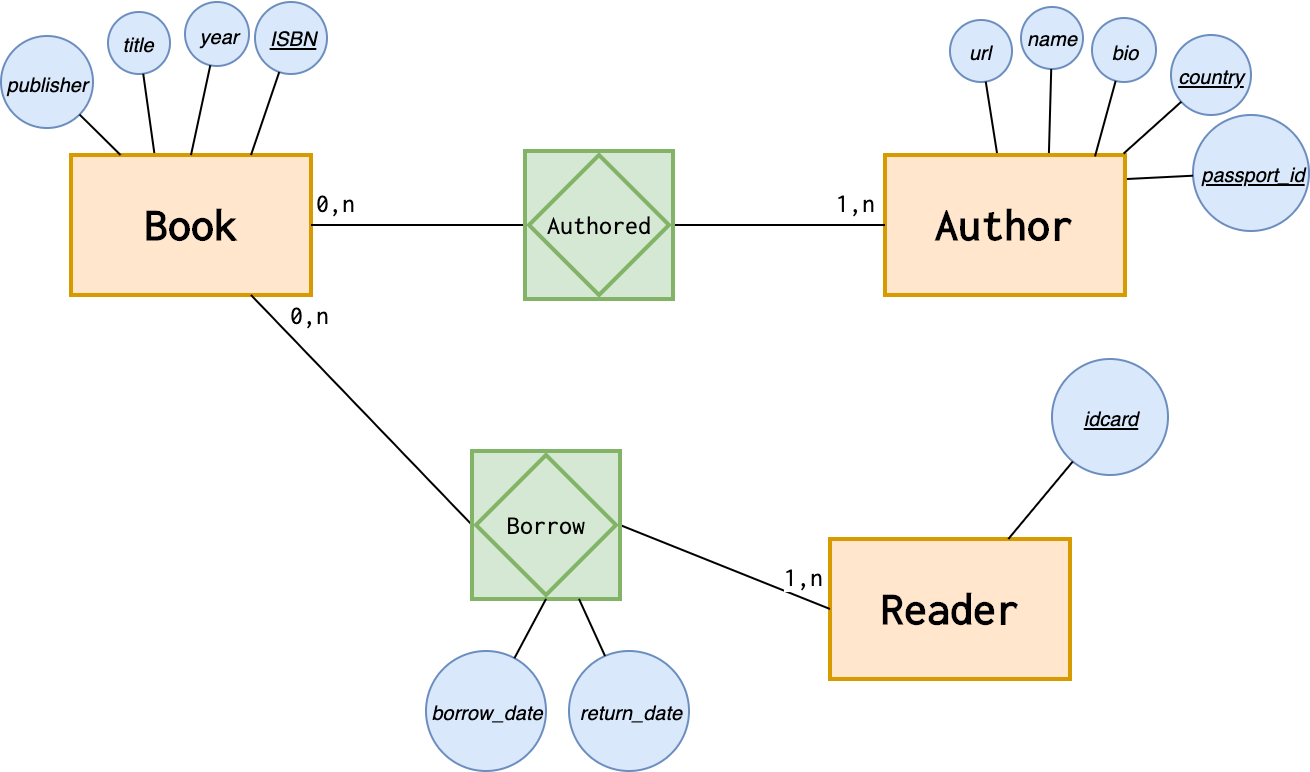 publisher
title
year
ISBN
url
name
bio
country
passport_id
Book
0,n
Authored
1,n
Author
0,n
idcard
Borrow
1,n
Reader
borrow_date
return_date